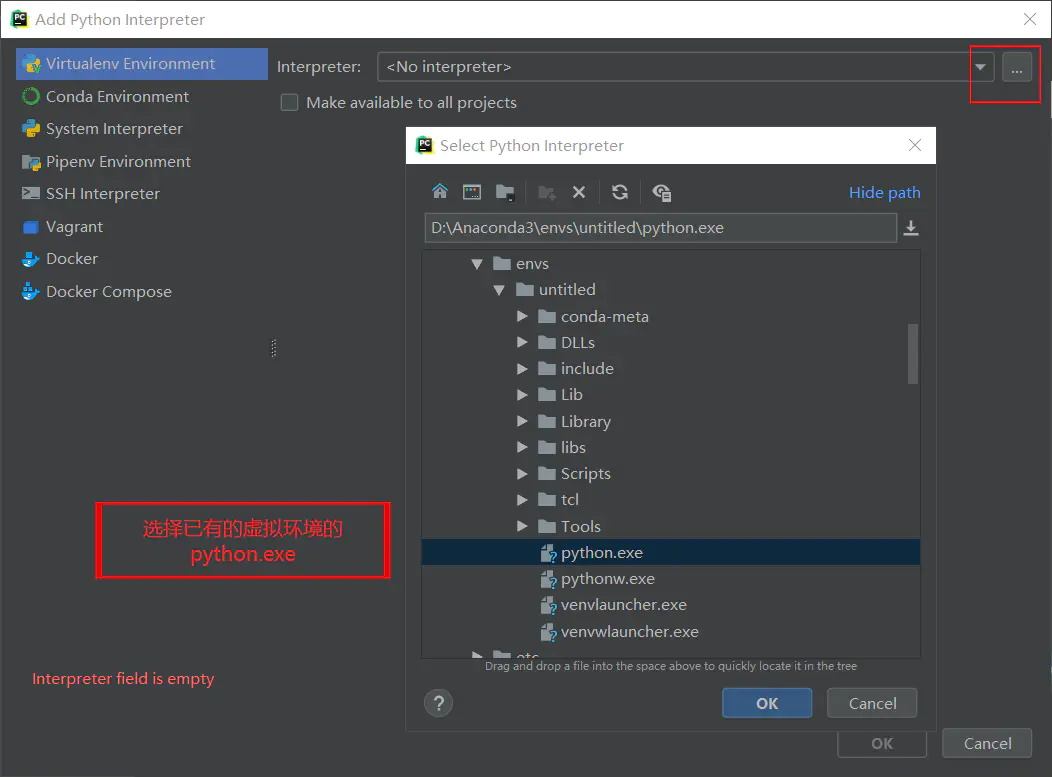 Add Python Interpreter
Virtualenv Environment
Conda Environment
System Interpreter
Pipenv Environment
SSH Interpreter
Vagrant
Docker
Docker Compose
Interpreter:
<No interpreter>
...
Make available to all projects
Select Python Interpreter
Hide path
D:\Anaconda3\envs\untitled\python.exe
envs
untitled
conda-meta
DLLs
include
Lib
Library
libs
Scripts
tcl
Tools
python.exe
pythonw.exe
venvlauncher.exe
venvwlauncher.exe
etc
Drag and drop a file into the space above to quickly locate it in the tree
?
OK
Cancel
选择已有的虚拟环境的
python.exe
Interpreter field is empty
OK
Cancel